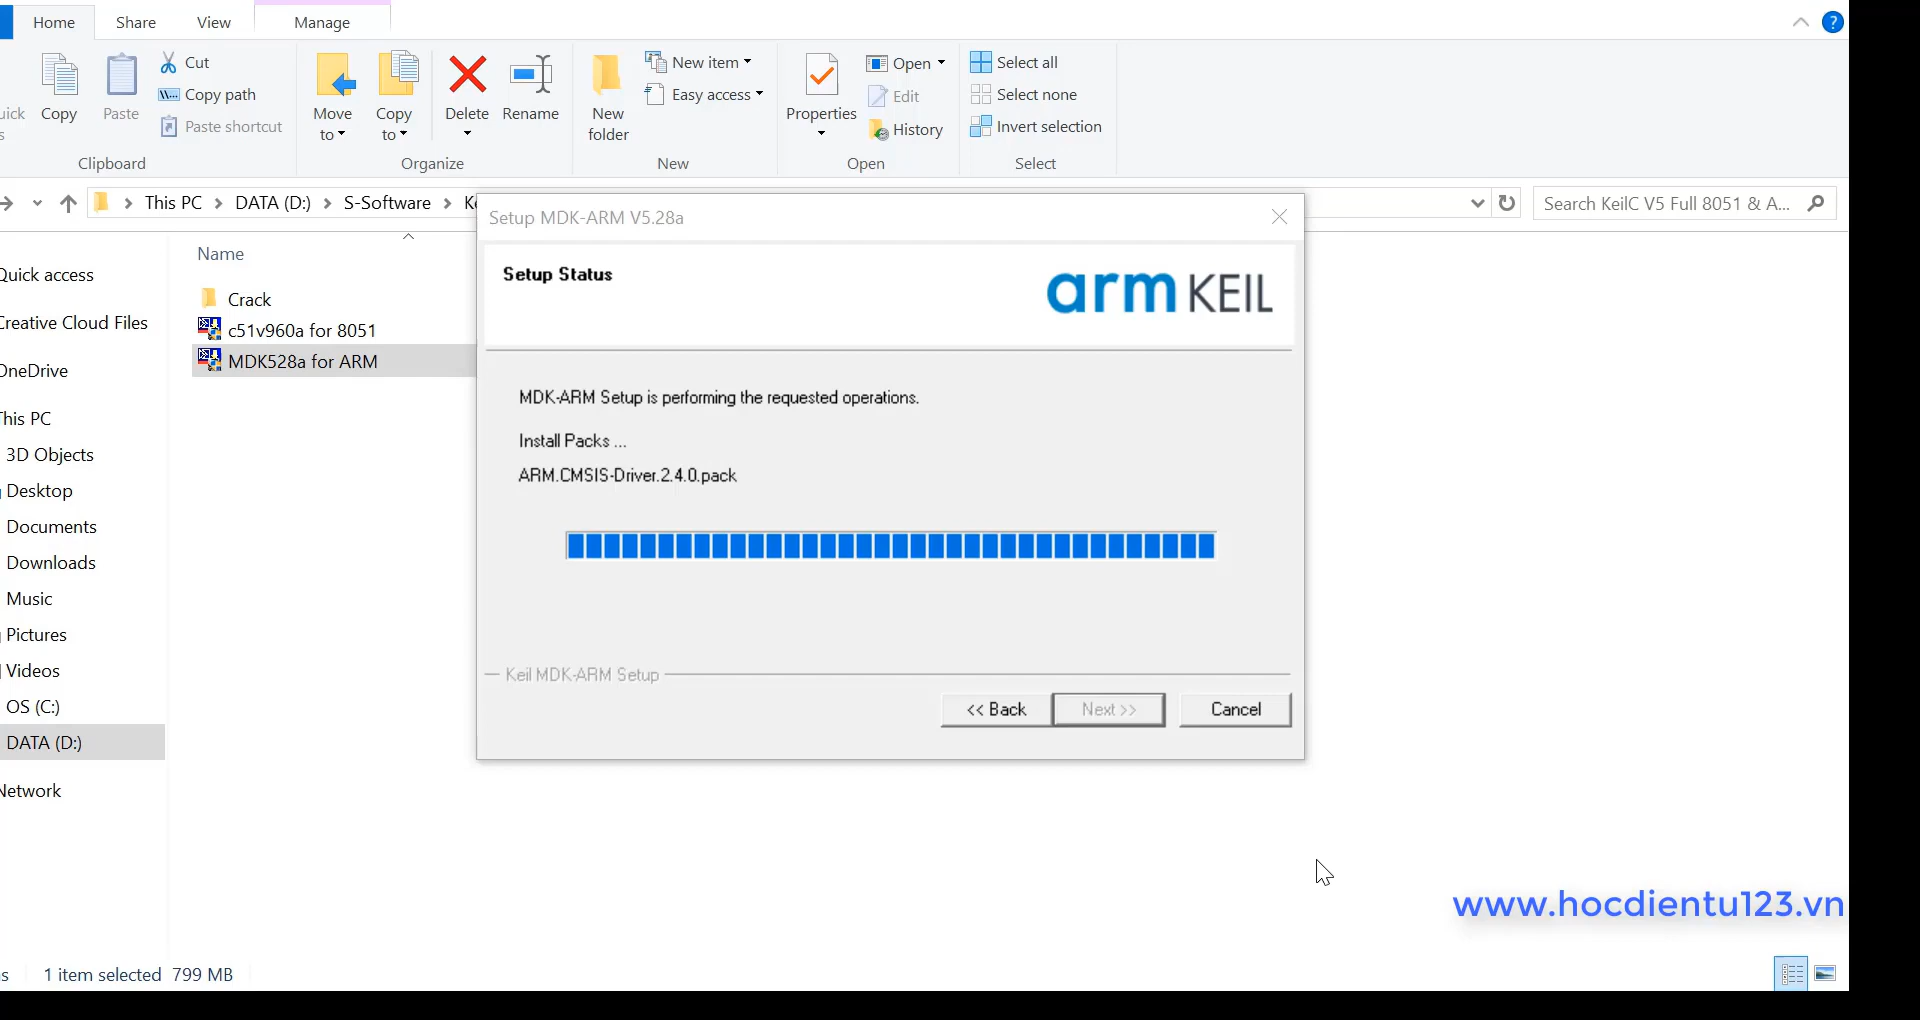 Home Share View Manage
?
Cut
Copy path
Paste shortcut
Copy Paste
Clipboard
Move to Copy to Delete Rename
Organize
New item
Easy access
New folder
New
Properties
Open
Edit
History
Open
Select all
Select none
Invert selection
Select
This PC DATA (D:) S-Software
Search KeilC V5 Full 8051 & A...
Name
Crack
c51v960a for 8051
MDK528a for ARM
Quick access
Creative Cloud Files
OneDrive
This PC
3D Objects
Desktop
Documents
Downloads
Music
Pictures
Videos
OS (C:)
DATA (D:)
Network
Setup MDK-ARM V5.28a
Setup Status
arm KEIL
MDK-ARM Setup is performing the requested operations.
Install Packs ...
ARM.CMSIS-Driver.2.4.0.pack
Keil MDK-ARM Setup
<< Back Next >> Cancel
www.hocdientu123.vn
1 item selected 799 MB